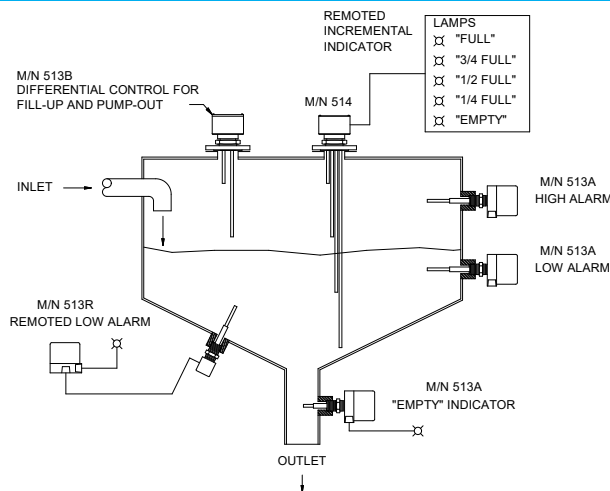 REMOTED
INCREMENTAL
INDICATOR
LAMPS
"FULL"
"3/4 FULL"
"1/2 FULL"
"1/4 FULL"
"EMPTY"
M/N 513B
DIFFERENTIAL CONTROL FOR
FILL-UP AND PUMP-OUT
M/N 514
INLET
M/N 513A
HIGH ALARM
M/N 513A
LOW ALARM
M/N 513R
REMOTED LOW ALARM
M/N 513A
"EMPTY" INDICATOR
OUTLET